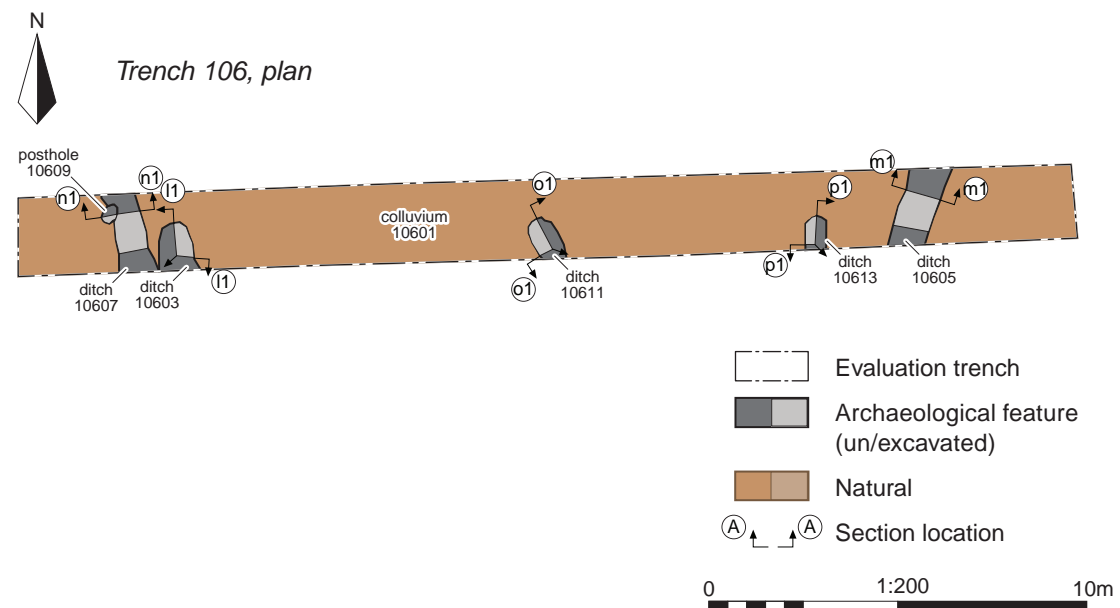 N
Trench 106, plan
posthole
10609
n1
n1
l1
o1
p1
m1
m1
colluvium
10601
l1
o1
p1
ditch
10607
ditch
10603
ditch
10611
ditch
10613
ditch
10605
Evaluation trench
Archaeological feature
(un/excavated)
Natural
A A Section location
0 1:200 10m